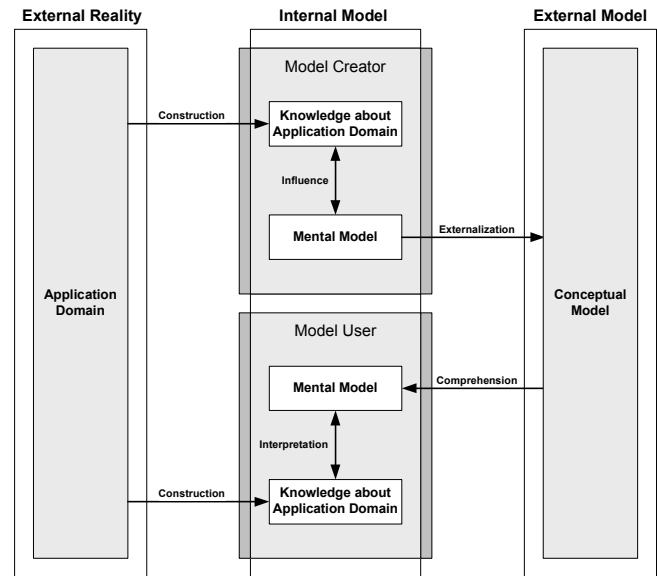 External Reality
Internal Model
External Model
Model Creator
Construction
Knowledge about
Application Domain
Influence
Mental Model
Externalization
Application
Domain
Conceptual
Model
Model User
Mental Model
Comprehension
Interpretation
Construction
Knowledge about
Application Domain